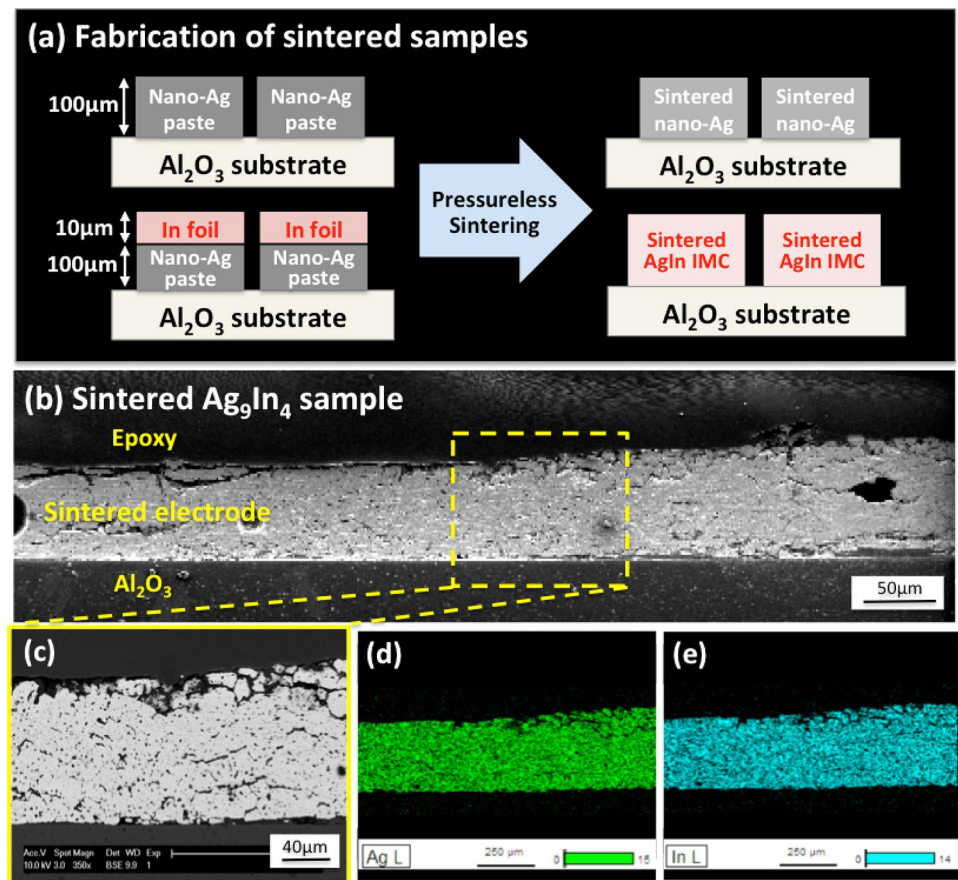 (a) Fabrication of sintered samples
100μm
Nano-Ag
paste
Nano-Ag
paste
Al₂O₃ substrate
10μm
In foil
In foil
100μm
Nano-Ag
paste
Nano-Ag
paste
Al₂O₃ substrate
Pressureless
Sintering
Sintered
nano-Ag
Sintered
nano-Ag
Al₂O₃ substrate
Sintered
AgIn IMC
Sintered
AgIn IMC
Al₂O₃ substrate
(b) Sintered Ag₉In₄ sample
Epoxy
Sintered electrode
Al₂O₃
50μm
(c)
Acc.V Spot Magn Det WD Exp
10.0 kV 3.0 350x BSE 9.9 1
40μm
(d)
Ag L
250 μm
0 15
(e)
In L
250 μm
0 14